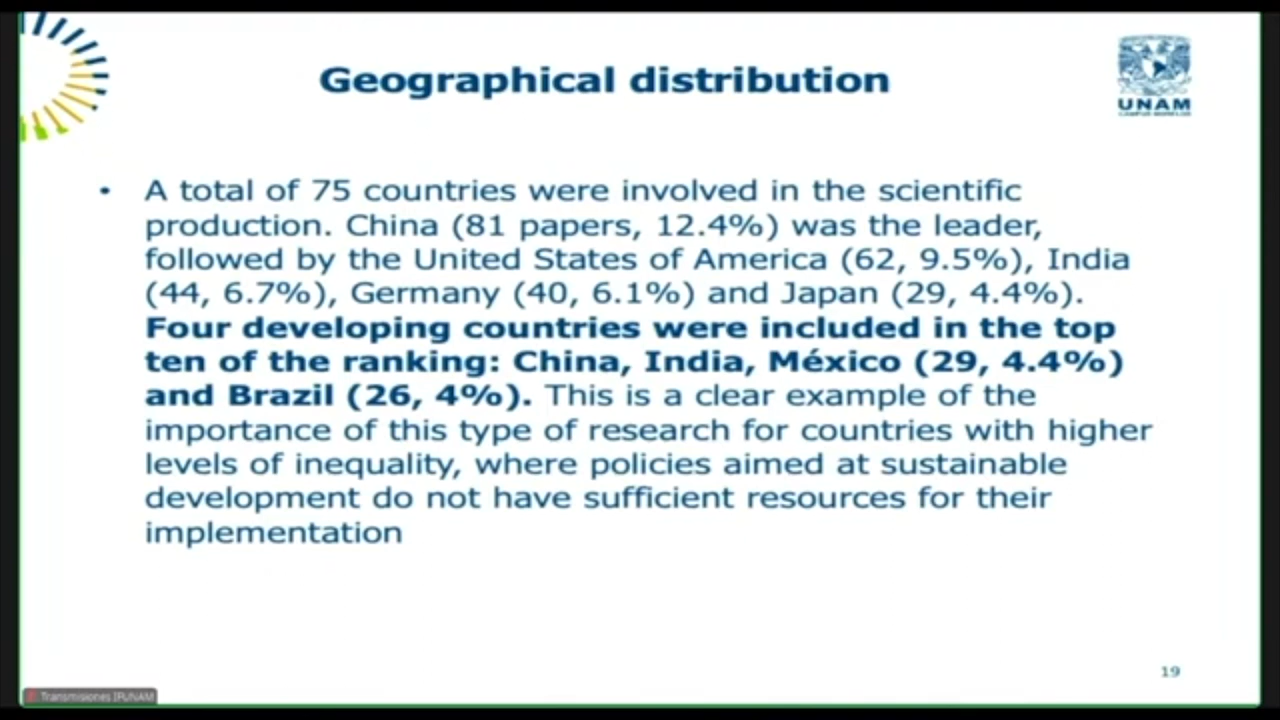 Geographical distribution
UNAM
• A total of 75 countries were involved in the scientific
production. China (81 papers, 12.4%) was the leader,
followed by the United States of America (62, 9.5%), India
(44, 6.7%), Germany (40, 6.1%) and Japan (29, 4.4%).
Four developing countries were included in the top
ten of the ranking: China, India, México (29, 4.4%)
and Brazil (26, 4%). This is a clear example of the
importance of this type of research for countries with higher
levels of inequality, where policies aimed at sustainable
development do not have sufficient resources for their
implementation
19
Transmisiones